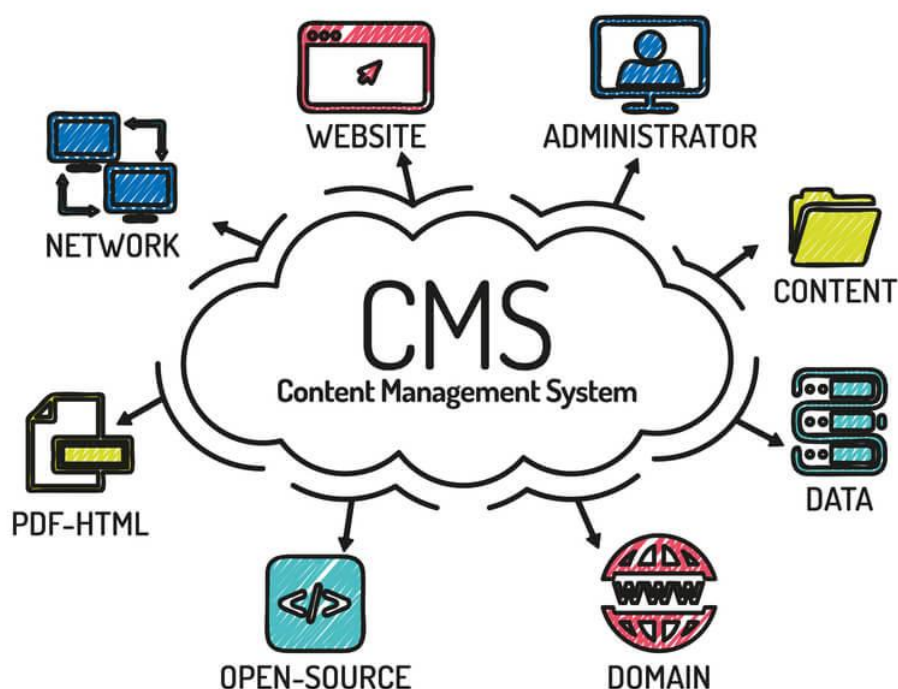 WEBSITE
ADMINISTRATOR
NETWORK
CONTENT
CMS
Content Management System
DATA
PDF-HTML
WWW
OPEN-SOURCE
DOMAIN